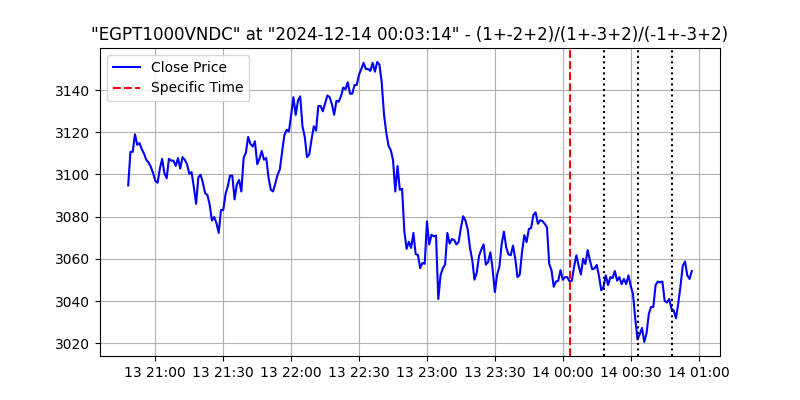 "EGPT1000VNDC" at "2024-12-14 00:03:14" - (1+-2+2)/(1+-3+2)/(-1+-3+2)
Close Price
Specific Time
3140
3120
3100
3080
3060
3040
3020
13 21:00 13 21:30 13 22:00 13 22:30 13 23:00 13 23:30 14 00:00 14 00:30 14 01:00